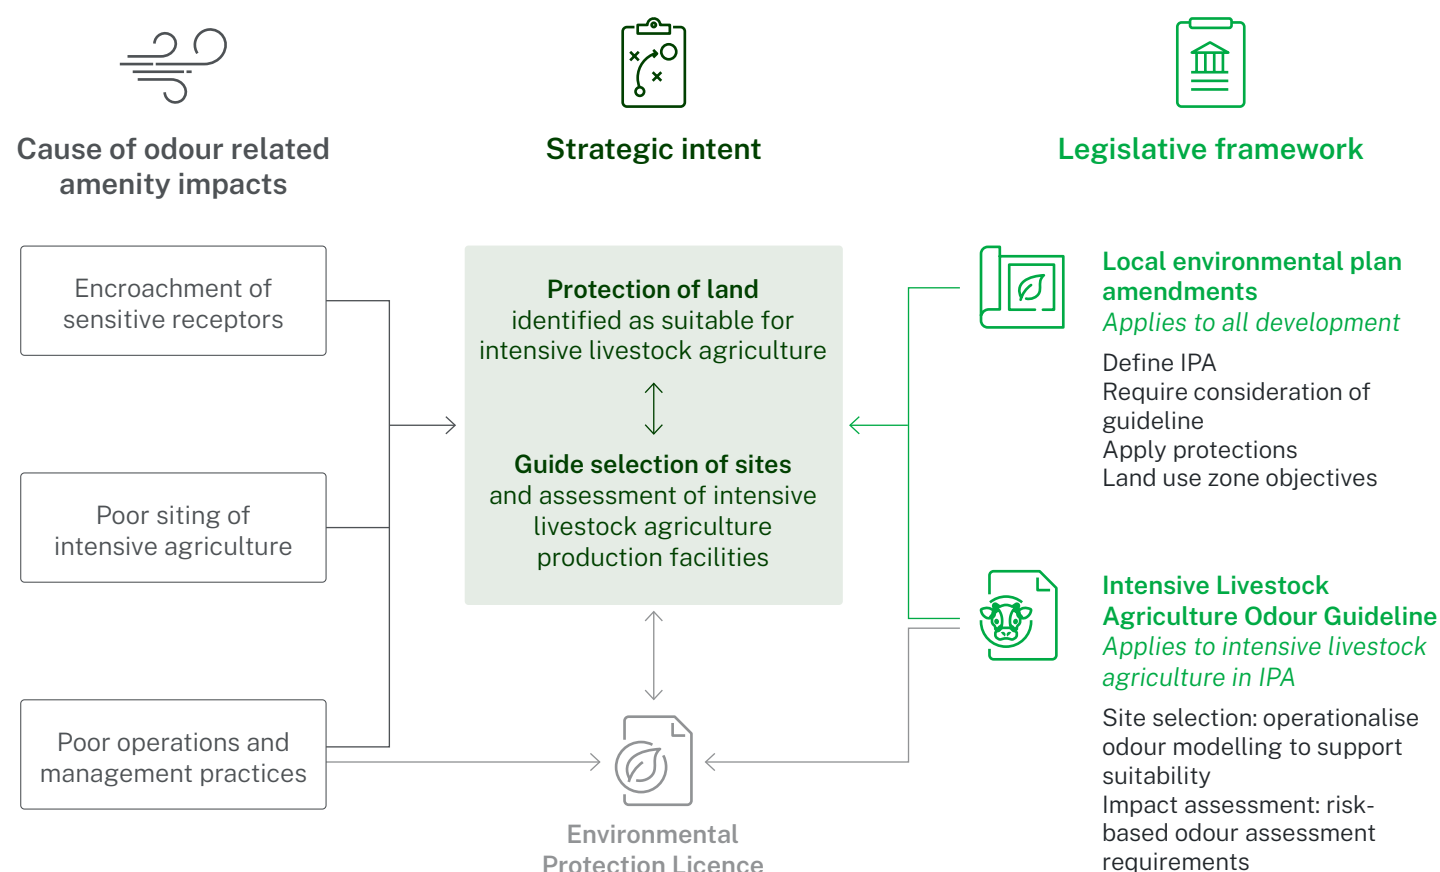 Cause of odour related
amenity impacts
Strategic intent
Legislative framework
Encroachment of
sensitive receptors
Poor siting of
intensive agriculture
Poor operations and
management practices
Protection of land
identified as suitable for
intensive livestock agriculture
Guide selection of sites
and assessment of intensive
livestock agriculture
production facilities
Environmental
Protection Licence
Local environmental plan
amendments
Applies to all development
Define IPA
Require consideration of
guideline
Apply protections
Land use zone objectives
Intensive Livestock
Agriculture Odour Guideline
Applies to intensive livestock
agriculture in IPA
Site selection: operationalise
odour modelling to support
suitability
Impact assessment: risk-
based odour assessment
requirements